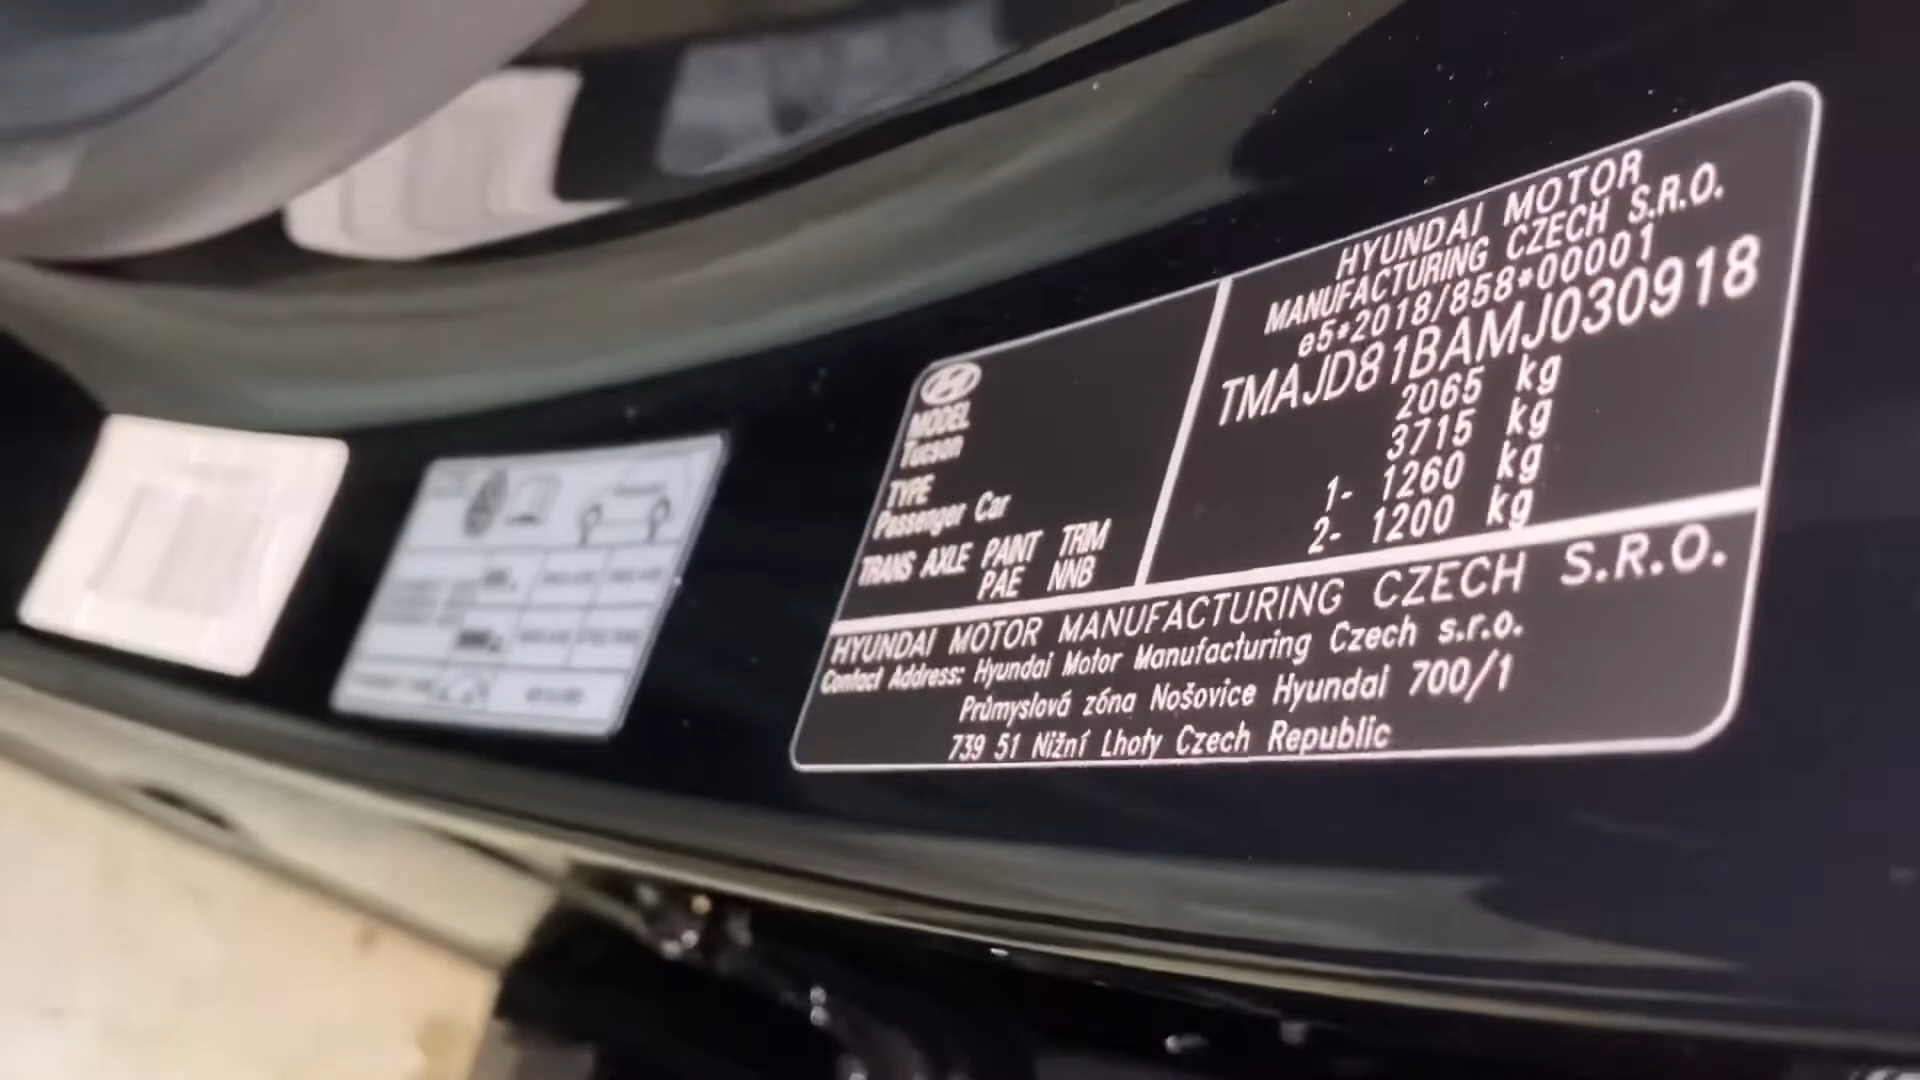 HYUNDAI MOTOR
MANUFACTURING CZECH S.R.O.
e5*2018/858*00001
TMAJD81BAMJ030918
2065 kg
3715 kg
1- 1260 kg
2- 1200 kg
MODEL
Tucson
TYPE
Passenger Car
TRANS AXLE PAINT TRIM
PAE NNB
HYUNDAI MOTOR MANUFACTURING CZECH S.R.O.
Contact Address: Hyundai Motor Manufacturing Czech s.r.o.
Průmyslová zóna Nošovice Hyundai 700/1
739 51 Nižní Lhoty Czech Republic